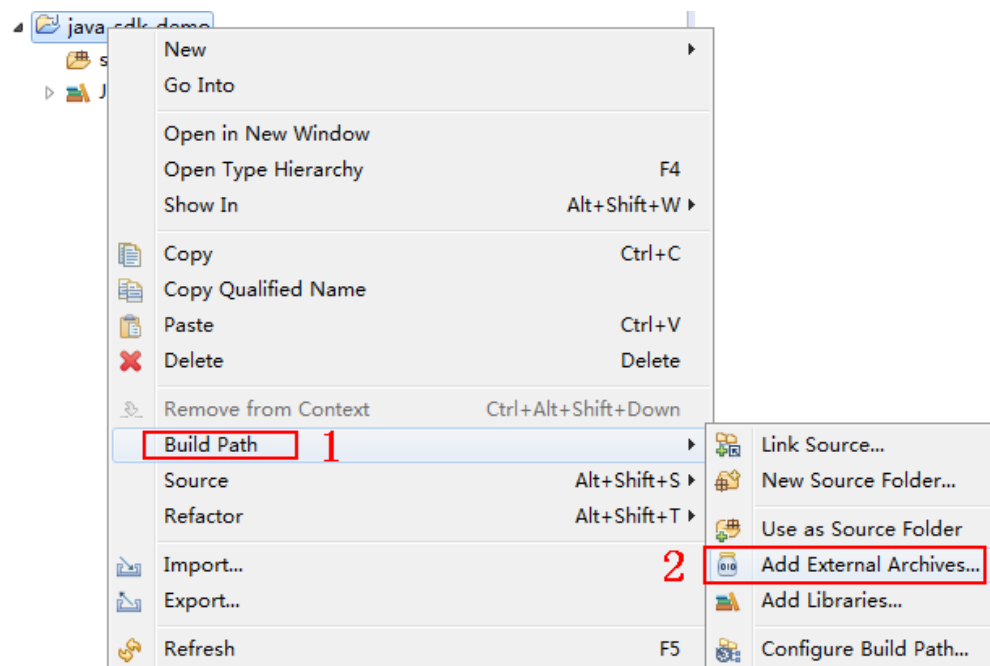 java_sdk_demo
s
J
New
Go Into
Open in New Window
Open Type Hierarchy F4
Show In Alt+Shift+W
Copy Ctrl+C
Copy Qualified Name
Paste Ctrl+V
Delete Delete
Remove from Context Ctrl+Alt+Shift+Down
Build Path 1
Source Alt+Shift+S
Refactor Alt+Shift+T
Import... 2
Export...
Refresh F5
Link Source...
New Source Folder...
Use as Source Folder
Add External Archives...
Add Libraries...
Configure Build Path...